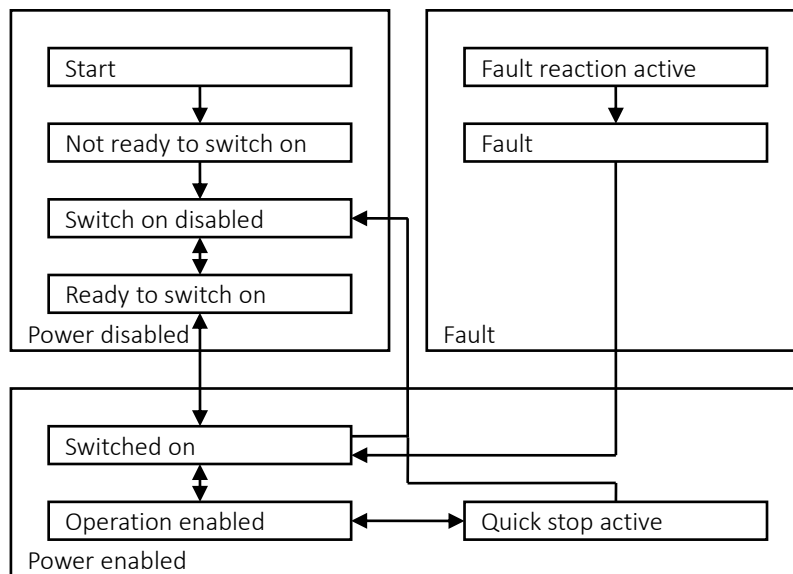 Start
Not ready to switch on
Switch on disabled
Ready to switch on
Power disabled
Fault reaction active
Fault
Fault
Switched on
Operation enabled
Quick stop active
Power enabled